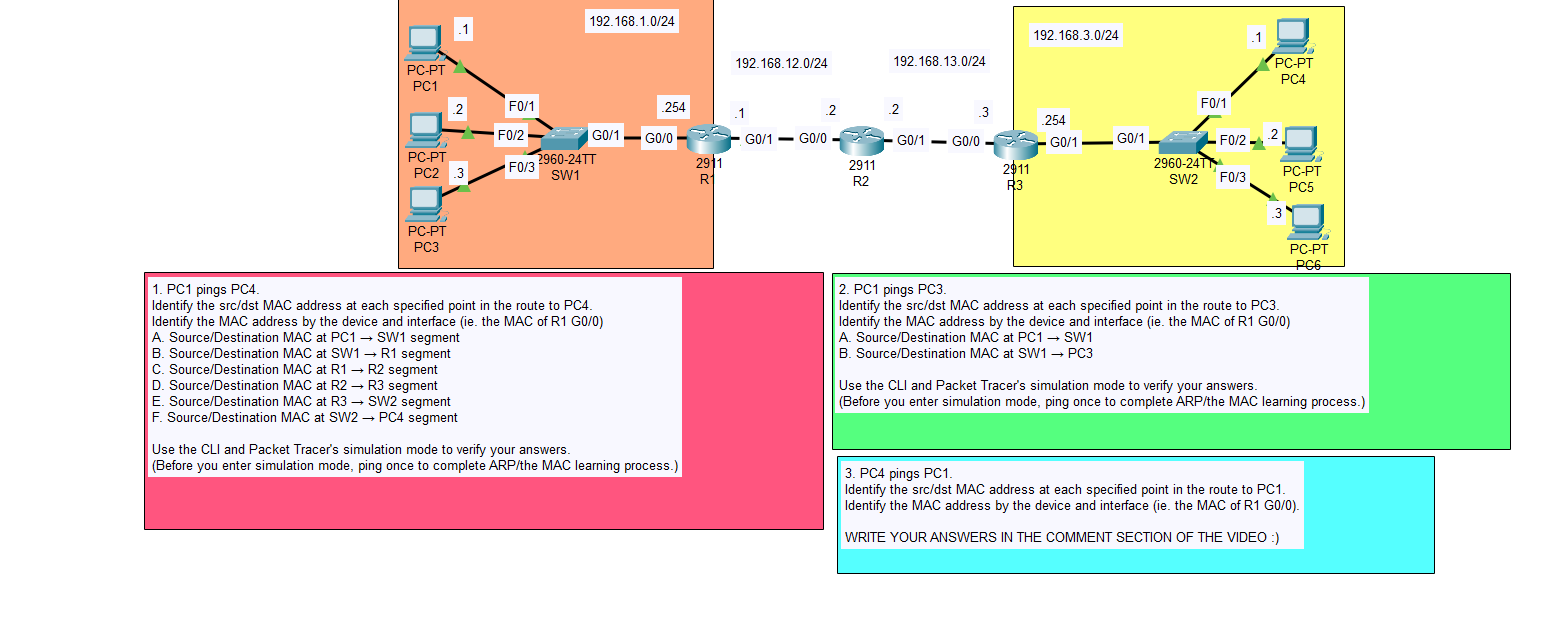 192.168.1.0/24
.1
PC-PT
PC1
.2
PC-PT
PC2
.3
PC-PT
PC3
F0/1
F0/2
F0/3
2960-24TT
SW1
G0/1
.254
G0/0
2911
R1
192.168.12.0/24
.1
G0/1
.2
G0/0
2911
R2
192.168.13.0/24
.2
G0/1
.3
G0/0
2911
R3
192.168.3.0/24
.254
G0/1
G0/1
2960-24TT
SW2
F0/1
F0/2
F0/3
.1
PC-PT
PC4
.2
PC-PT
PC5
.3
PC-PT
PC6
1. PC1 pings PC4.
Identify the src/dst MAC address at each specified point in the route to PC4.
Identify the MAC address by the device and interface (ie. the MAC of R1 G0/0)
A. Source/Destination MAC at PC1 → SW1 segment
B. Source/Destination MAC at SW1 → R1 segment
C. Source/Destination MAC at R1 → R2 segment
D. Source/Destination MAC at R2 → R3 segment
E. Source/Destination MAC at R3 → SW2 segment
F. Source/Destination MAC at SW2 → PC4 segment
Use the CLI and Packet Tracer's simulation mode to verify your answers.
(Before you enter simulation mode, ping once to complete ARP/the MAC learning process.)
2. PC1 pings PC3.
Identify the src/dst MAC address at each specified point in the route to PC3.
Identify the MAC address by the device and interface (ie. the MAC of R1 G0/0)
A. Source/Destination MAC at PC1 → SW1
B. Source/Destination MAC at SW1 → PC3
Use the CLI and Packet Tracer's simulation mode to verify your answers.
(Before you enter simulation mode, ping once to complete ARP/the MAC learning process.)
3. PC4 pings PC1.
Identify the src/dst MAC address at each specified point in the route to PC1.
Identify the MAC address by the device and interface (ie. the MAC of R1 G0/0).
WRITE YOUR ANSWERS IN THE COMMENT SECTION OF THE VIDEO :)